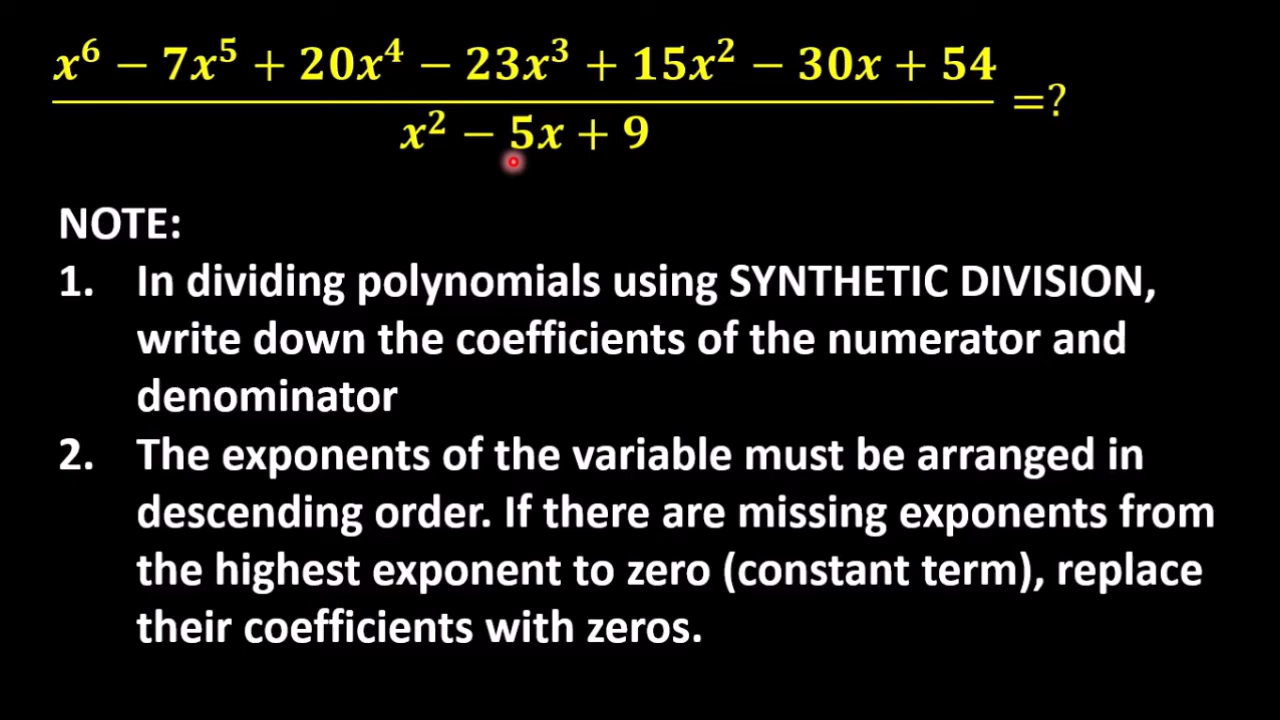 x⁶ − 7x⁵ + 20x⁴ − 23x³ + 15x² − 30x + 54
=?
x² − 5x + 9
NOTE:
1. In dividing polynomials using SYNTHETIC DIVISION,
write down the coefficients of the numerator and
denominator
2. The exponents of the variable must be arranged in
descending order. If there are missing exponents from
the highest exponent to zero (constant term), replace
their coefficients with zeros.